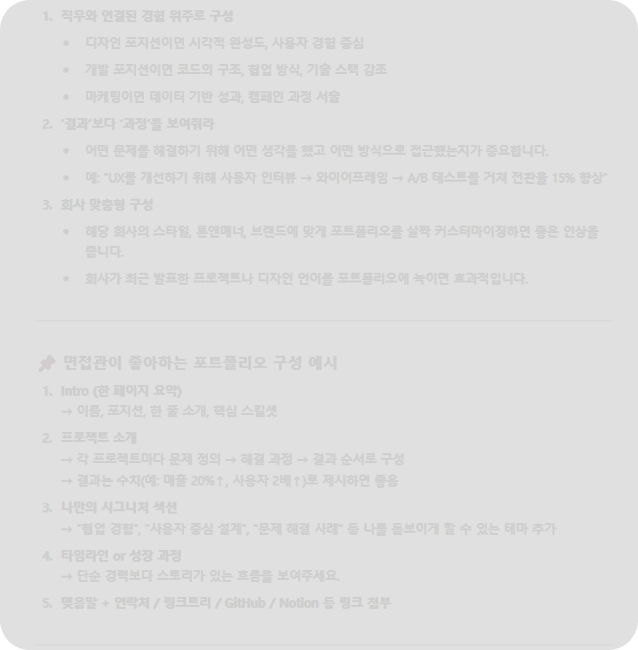 1. 직무와 연결된 경험 위주로 구성
• 디자인 포지션이면 시각적 완성도, 사용자 경험 중심
• 개발 포지션이면 코드의 구조, 협업 방식, 기술 스택 강조
• 마케팅이면 데이터 기반 성과, 캠페인 과정 서술
2. '결과'보다 '과정'을 보여줘라
• 어떤 문제를 해결하기 위해 어떤 생각을 했고 어떤 방식으로 접근했는지가 중요합니다.
• 예: "UX를 개선하기 위해 사용자 인터뷰 → 와이어프레임 → A/B 테스트를 거쳐 전환율 15% 향상"
3. 회사 맞춤형 구성
• 해당 회사의 스타일, 톤앤매너, 브랜드에 맞게 포트폴리오를 살짝 커스터마이징하면 좋은 인상을
줍니다.
• 회사가 최근 발표한 프로젝트나 디자인 언어를 포트폴리오에 녹이면 효과적입니다.
📌 면접관이 좋아하는 포트폴리오 구성 예시
1. Intro (한 페이지 요약)
→ 이름, 포지션, 한 줄 소개, 핵심 스킬셋
2. 프로젝트 소개
→ 각 프로젝트마다 문제 정의 → 해결 과정 → 결과 순서로 구성
→ 결과는 수치(예: 매출 20%↑, 사용자 2배↑)로 제시하면 좋음
3. 나만의 시그니처 섹션
→ "협업 경험", "사용자 중심 설계", "문제 해결 사례" 등 나를 돋보이게 할 수 있는 테마 추가
4. 타임라인 or 성장 과정
→ 단순 경력보다 스토리가 있는 흐름을 보여주세요.
5. 맺음말 + 연락처 / 링크트리 / GitHub / Notion 등 링크 첨부